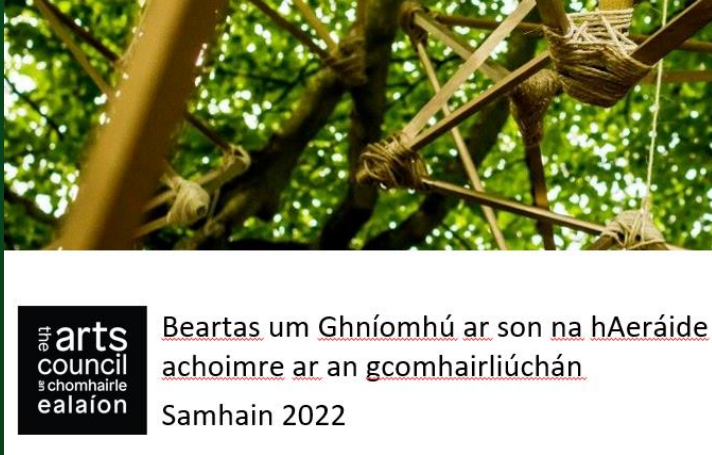 the arts
council
an chomhairle
ealaíon
Beartas um Ghníomhú ar son na hAeráide
achoimre ar an gcomhairliúchán
Samhain 2022